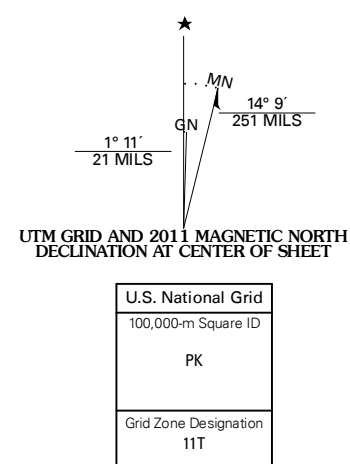 MN
GN
14° 9´
251 MILS
1° 11´
21 MILS
UTM GRID AND 2011 MAGNETIC NORTH
DECLINATION AT CENTER OF SHEET
U.S. National Grid
100,000-m Square ID
PK
Grid Zone Designation
11T